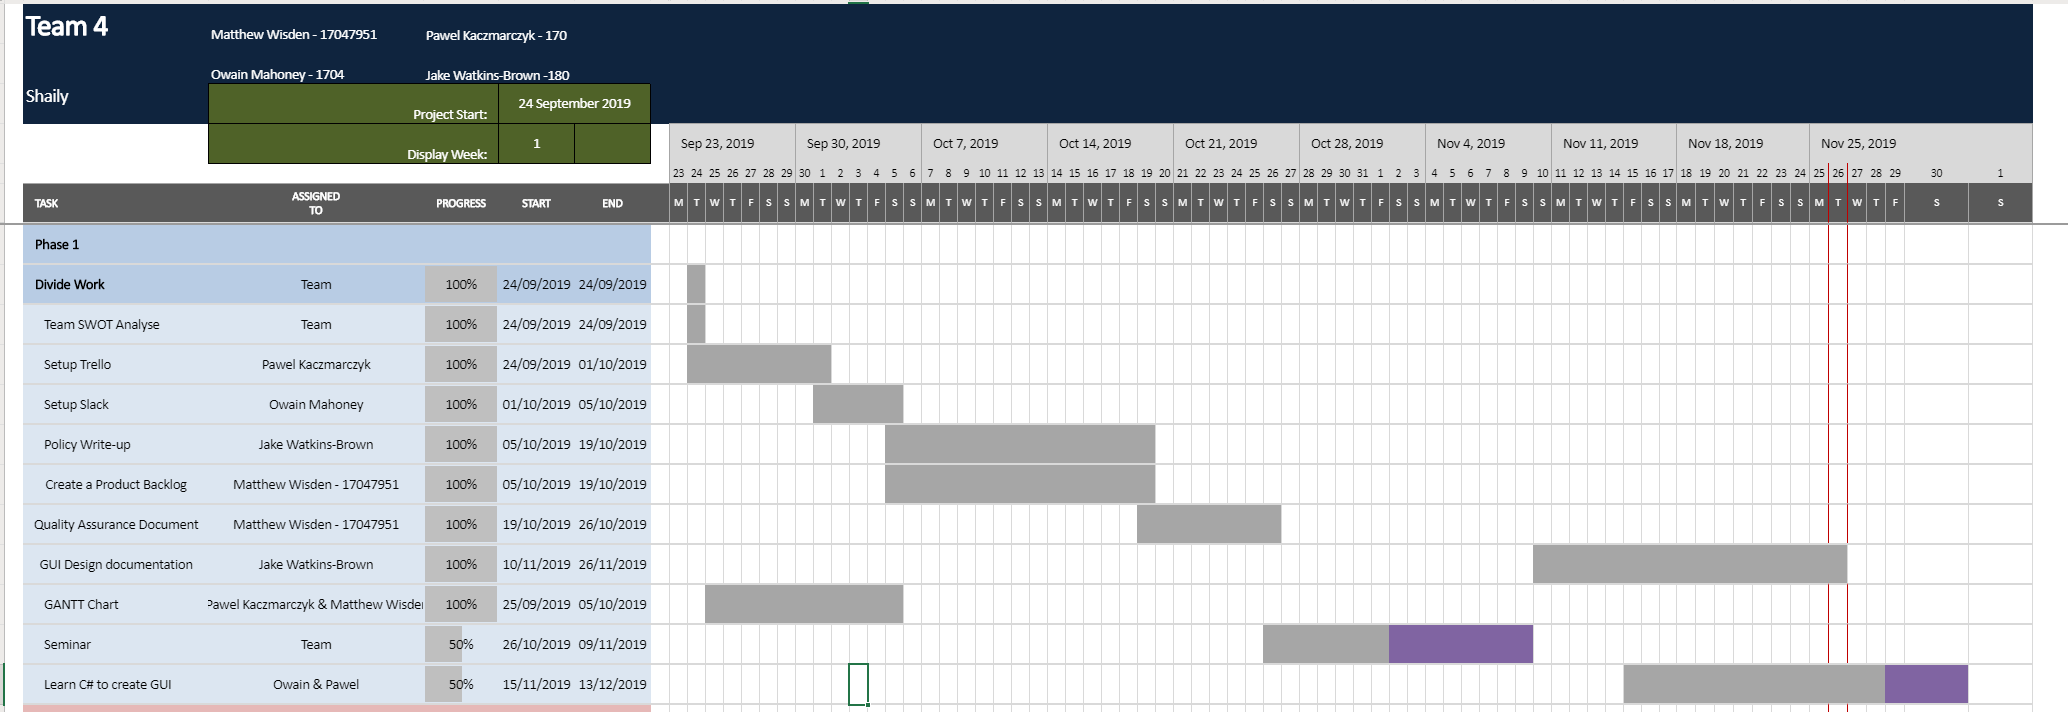 Team 4
Matthew Wisden - 17047951 Pawel Kaczmarczyk - 170
Owain Mahoney - 1704 Jake Watkins-Brown -180
Shaily
Project Start: 24 September 2019
Display Week: 1
Sep 23, 2019 Sep 30, 2019 Oct 7, 2019 Oct 14, 2019 Oct 21, 2019 Oct 28, 2019 Nov 4, 2019 Nov 11, 2019 Nov 18, 2019 Nov 25, 2019
23 24 25 26 27 28 29 30 1 2 3 4 5 6 7 8 9 10 11 12 13 14 15 16 17 18 19 20 21 22 23 24 25 26 27 28 29 30 31 1 2 3 4 5 6 7 8 9 10 11 12 13 14 15 16 17 18 19 20 21 22 23 24 25 26 27 28 29 30 1
TASK ASSIGNED TO PROGRESS START END M T W T F S S M T W T F S S M T W T F S S M T W T F S S M T W T F S S M T W T F S S M T W T F S S M T W T F S S M T W T F S S M T W T F S S
Phase 1
Divide Work Team 100% 24/09/2019 24/09/2019
Team SWOT Analyse Team 100% 24/09/2019 24/09/2019
Setup Trello Pawel Kaczmarczyk 100% 24/09/2019 01/10/2019
Setup Slack Owain Mahoney 100% 01/10/2019 05/10/2019
Policy Write-up Jake Watkins-Brown 100% 05/10/2019 19/10/2019
Create a Product Backlog Matthew Wisden - 17047951 100% 05/10/2019 19/10/2019
Quality Assurance Document Matthew Wisden - 17047951 100% 19/10/2019 26/10/2019
GUI Design documentation Jake Watkins-Brown 100% 10/11/2019 26/11/2019
GANTT Chart Pawel Kaczmarczyk & Matthew Wisde 100% 25/09/2019 05/10/2019
Seminar Team 50% 26/10/2019 09/11/2019
Learn C# to create GUI Owain & Pawel 50% 15/11/2019 13/12/2019